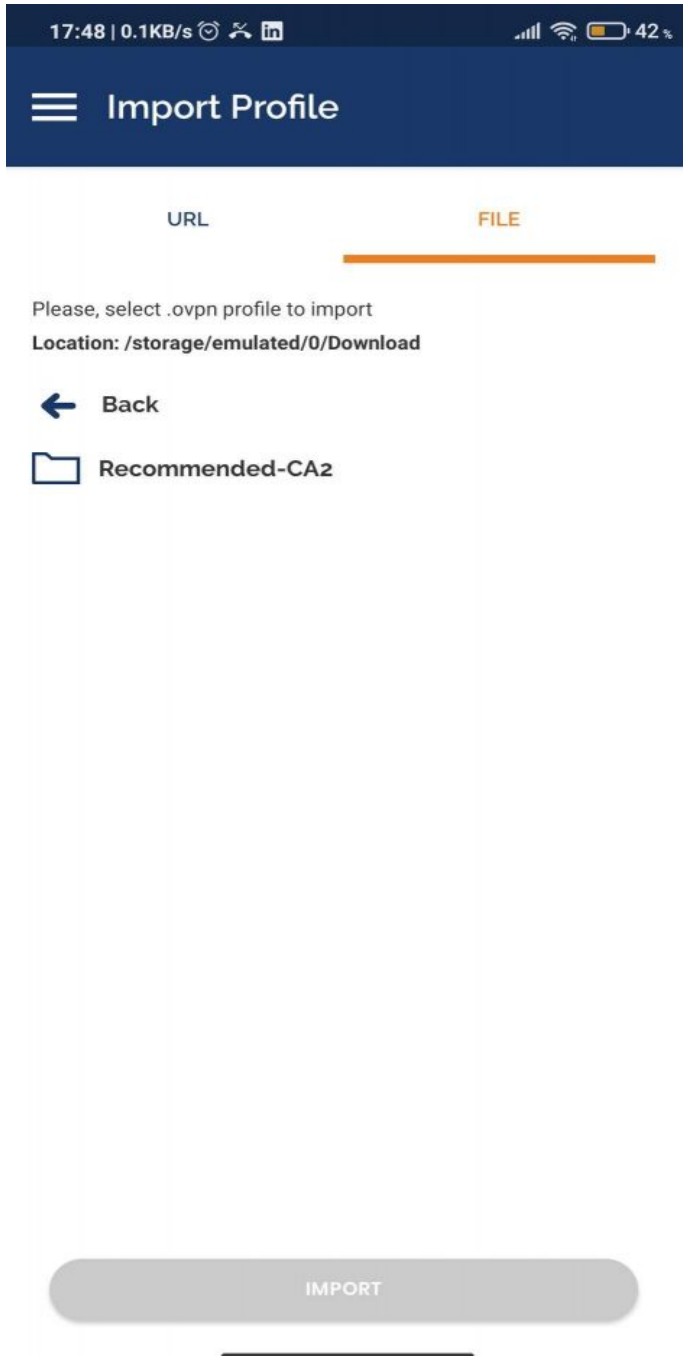 17:48 | 0.1KB/s in 42 %
Import Profile
URL FILE
Please, select .ovpn profile to import
Location: /storage/emulated/0/Download
Back
Recommended-CA2
IMPORT